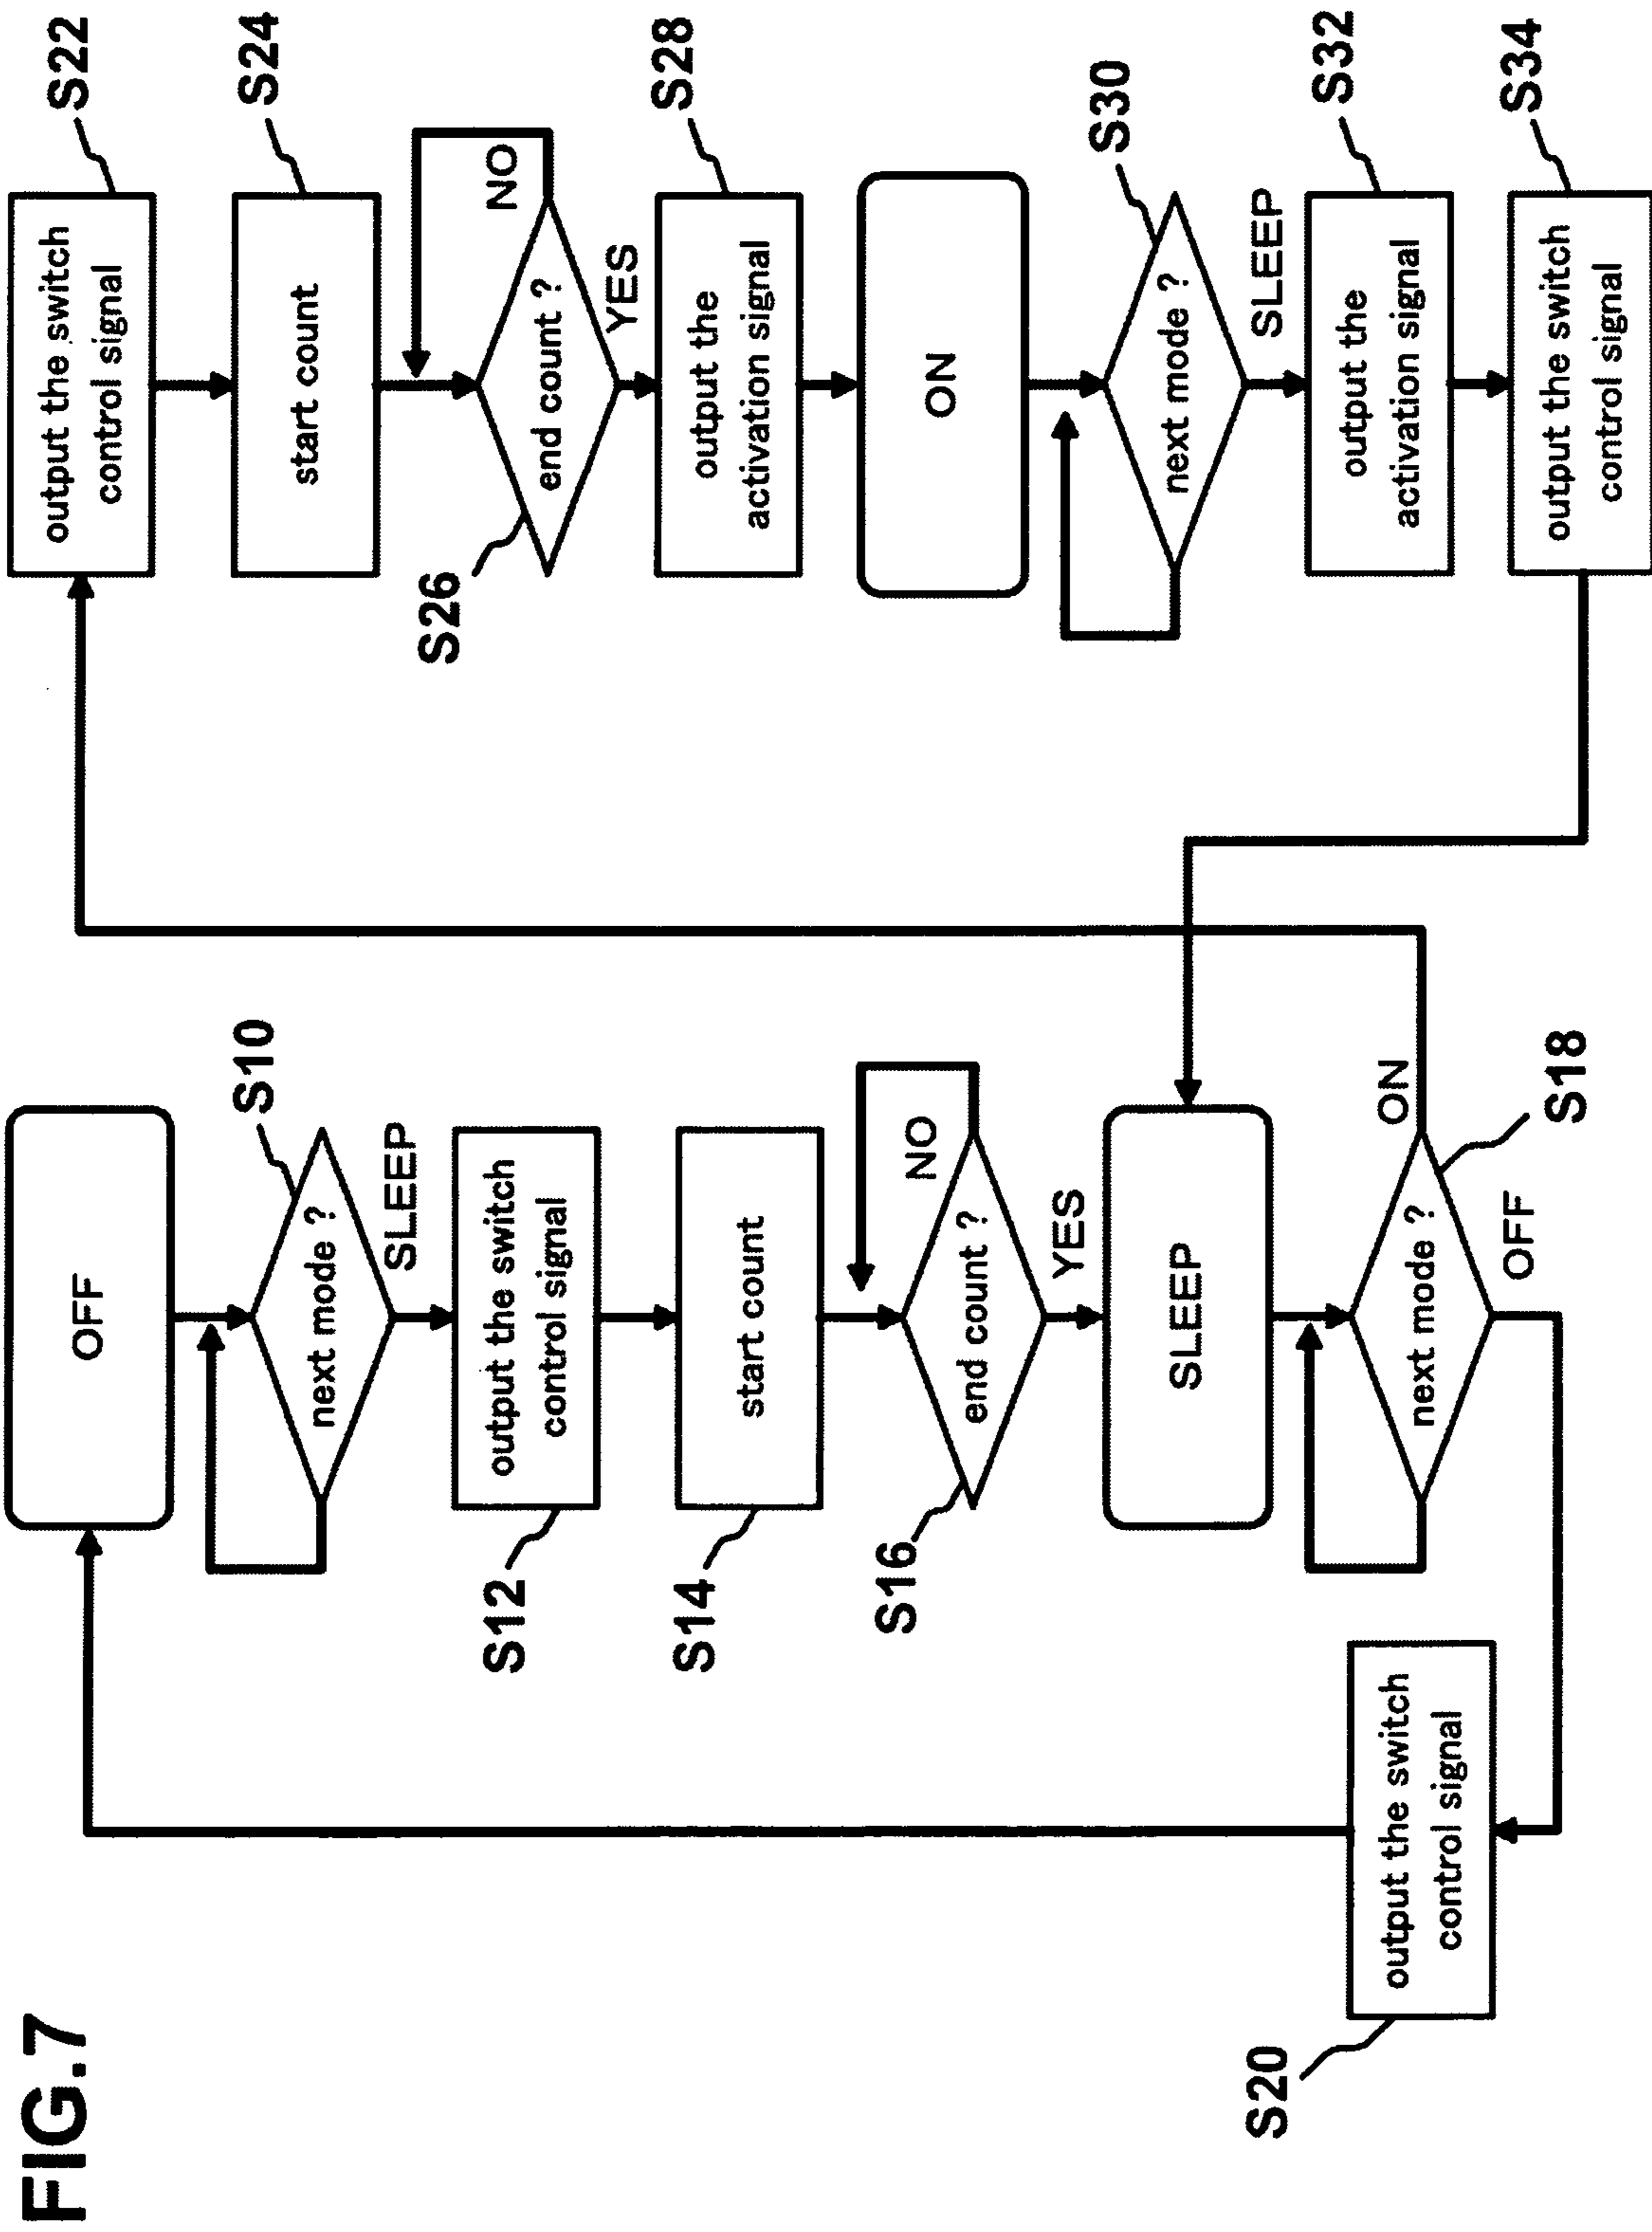 FIG.7
OFF
S10
next mode ?
SLEEP
S12
output the switch
control signal
S14
start count
S16
end count ?
NO
YES
SLEEP
S18
next mode ?
ON
OFF
S20
output the switch
control signal
S22
output the switch
control signal
S24
start count
S26
end count ?
NO
YES
S28
output the
activation signal
ON
S30
next mode ?
SLEEP
S32
output the
activation signal
S34
output the switch
control signal